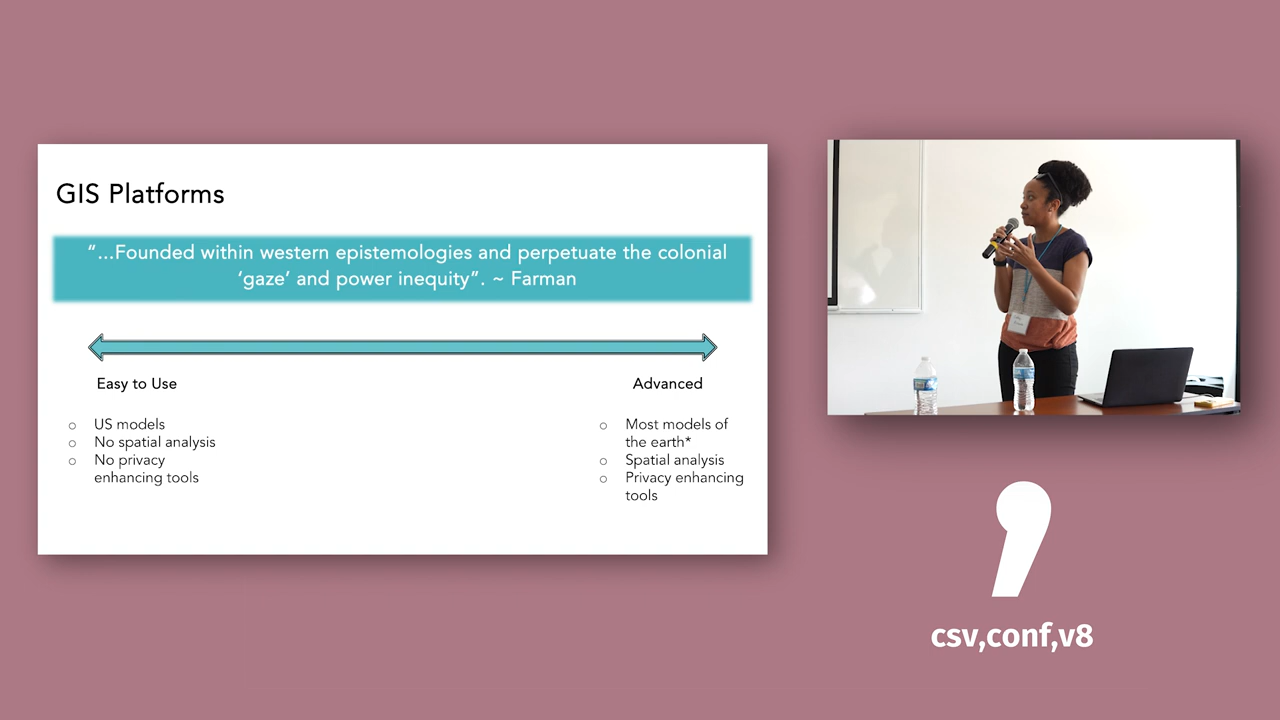 GIS Platforms
“...Founded within western epistemologies and perpetuate the colonial
‘gaze’ and power inequity”. ~ Farman
Easy to Use
○ US models
○ No spatial analysis
○ No privacy
enhancing tools
Advanced
○ Most models of
the earth*
○ Spatial analysis
○ Privacy enhancing
tools
csv,conf,v8